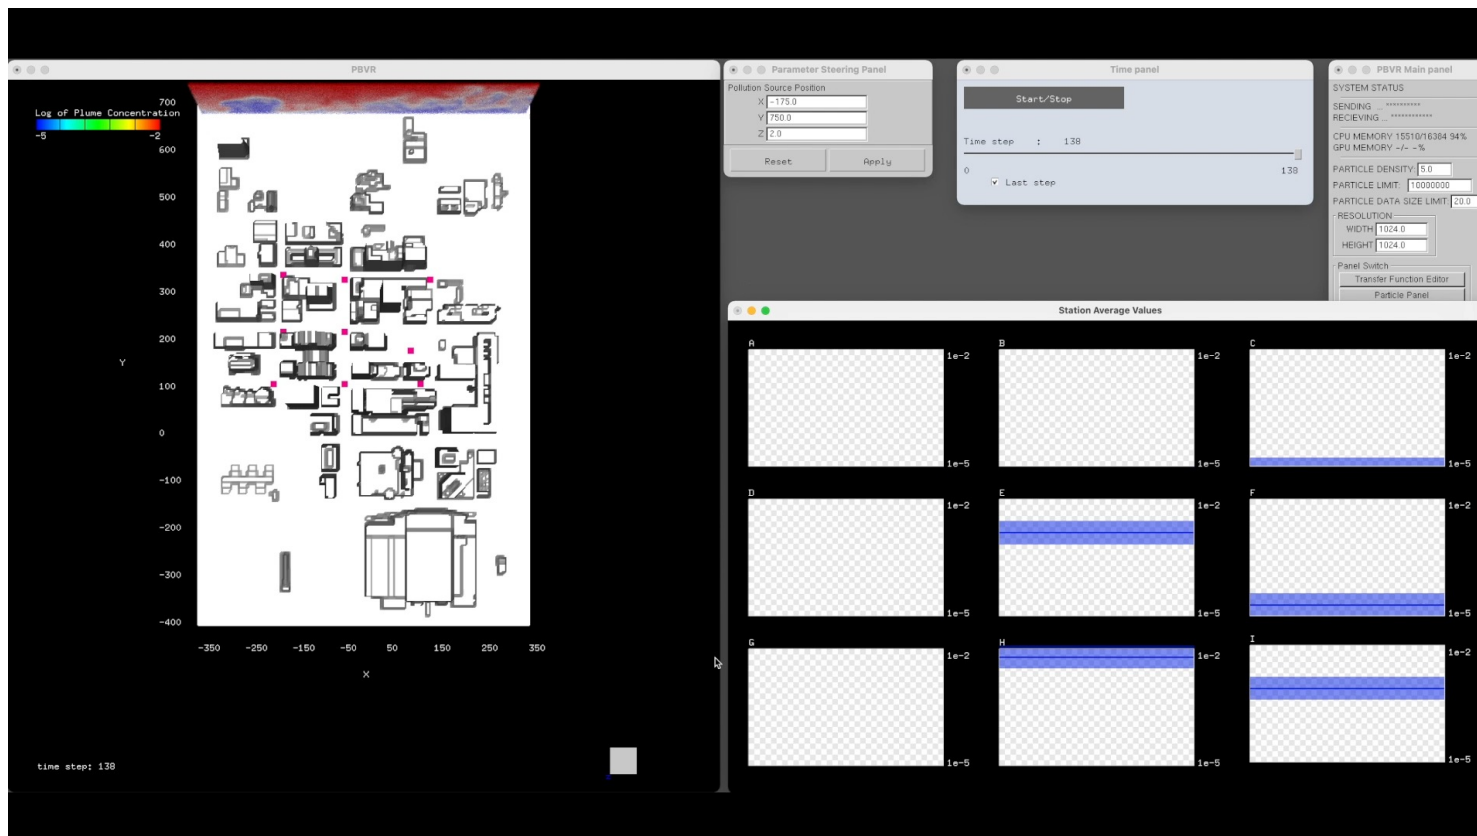 PBVR
700
Log of Plume Concentration
-5
-2
600
500
400
300
200
Y
100
0
-100
-200
-300
-400
-350 -250 -150 -50 50 150 250 350
X
time step: 138
Parameter Steering Panel
Pollution Source Position
X -175.0
Y 750.0
Z 2.0
Reset Apply
Time panel
Start/Stop
Time step : 138
0 138
Last step
PBVR Main panel
SYSTEM STATUS
SENDING ... **********
RECIEVING ... ************
CPU MEMORY 15510/16384 94%
GPU MEMORY -/- -%
PARTICLE DENSITY: 5.0
PARTICLE LIMIT: 10000000
PARTICLE DATA SIZE LIMIT: 20.0
RESOLUTION
WIDTH 1024.0
HEIGHT 1024.0
Panel Switch
Transfer Function Editor
Particle Panel
Station Average Values
A 1e-2 1e-5
B 1e-2 1e-5
C 1e-2 1e-5
D 1e-2 1e-5
E 1e-2 1e-5
F 1e-2 1e-5
G 1e-2 1e-5
H 1e-2 1e-5
I 1e-2 1e-5